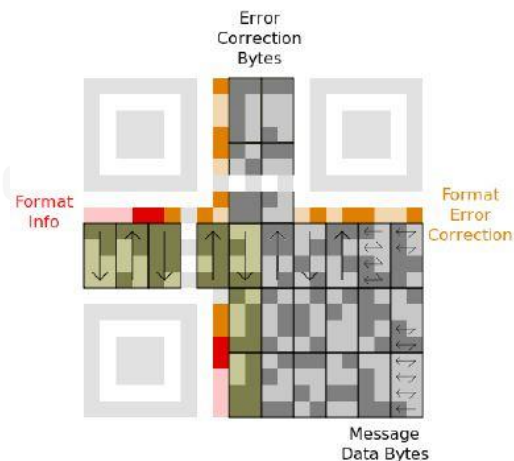 Error
Correction
Bytes
Format
Info
Format
Error
Correction
Message
Data Bytes